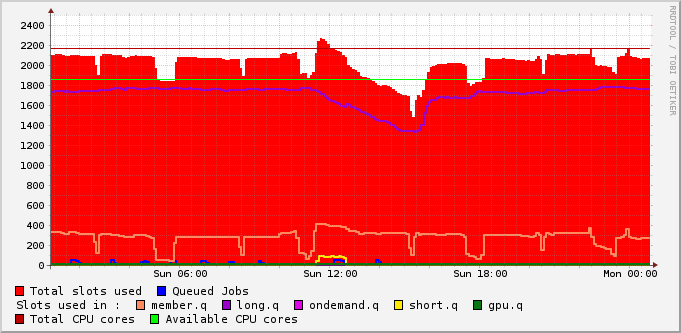 2400
2200
2000
1800
1600
1400
1200
1000
800
600
400
200
0
Sun 06:00 Sun 12:00 Sun 18:00 Mon 00:00
RRDTOOL / TOBI OETIKER
Total slots used Queued Jobs
Slots used in : member.q long.q ondemand.q short.q gpu.q
Total CPU cores Available CPU cores